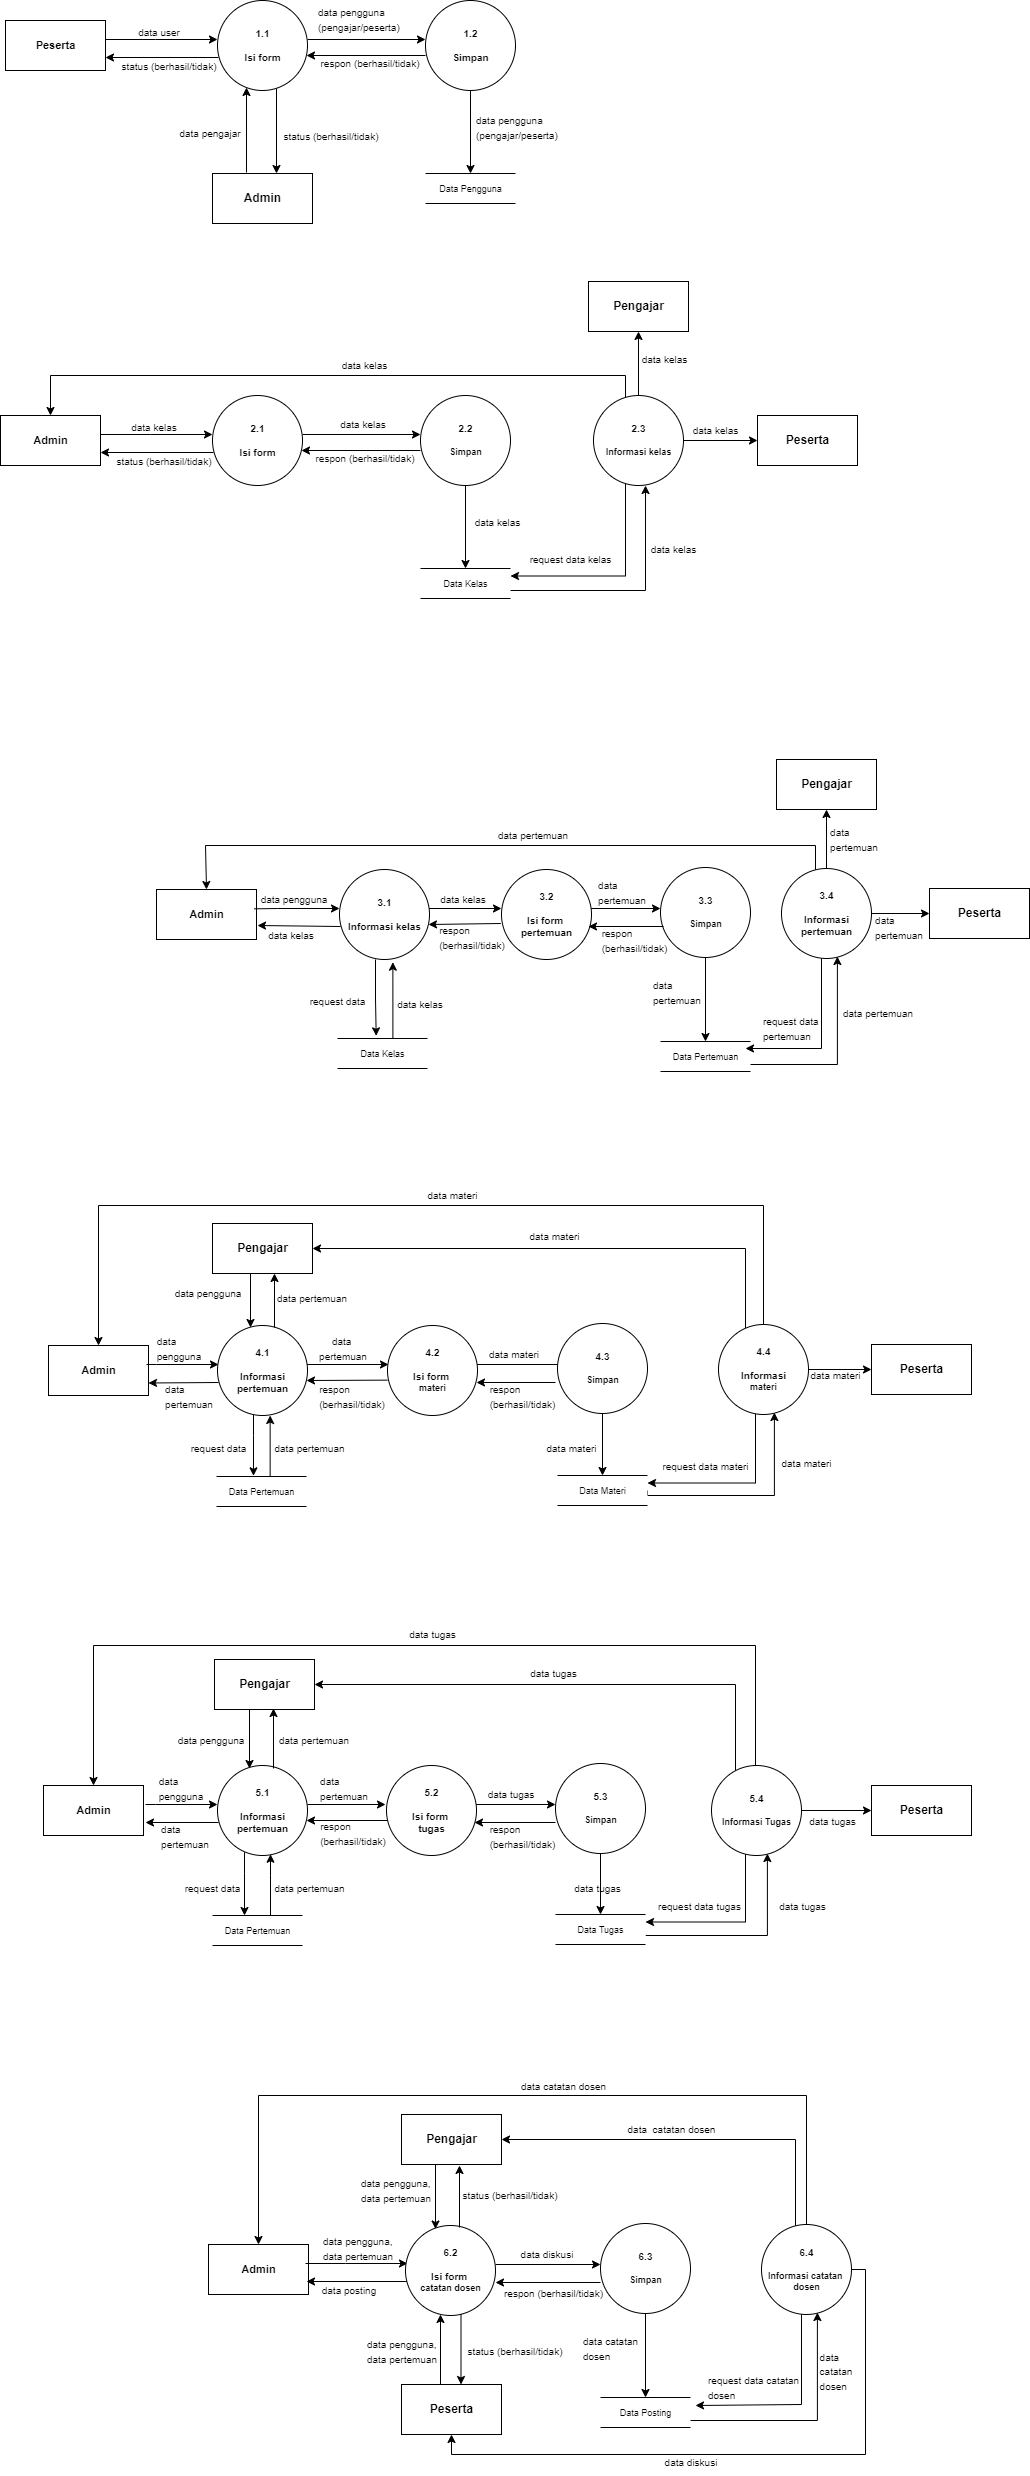 data pengguna
(pengajar/peserta)
1.1
Isi form
1.2
Simpan
Peserta
data user
status (berhasil/tidak)
respon (berhasil/tidak)
data pengajar
status (berhasil/tidak)
data pengguna
(pengajar/peserta)
Admin
Data Pengguna
Pengajar
data kelas
data kelas
Admin
data kelas
status (berhasil/tidak)
2.1
Isi form
data kelas
respon (berhasil/tidak)
2.2
Simpan
2.3
Informasi kelas
data kelas
Peserta
data kelas
request data kelas
data kelas
Data Kelas
Pengajar
data pertemuan
data
pertemuan
Admin
data pengguna
data kelas
3.1
Informasi kelas
data kelas
respon
(berhasil/tidak)
3.2
Isi form
pertemuan
data
pertemuan
respon
(berhasil/tidak)
3.3
Simpan
3.4
Informasi
pertemuan
data
pertemuan
Peserta
request data
data kelas
data
pertemuan
request data
pertemuan
data pertemuan
Data Kelas
Data Pertemuan
data materi
Pengajar
data materi
data pengguna
data pertemuan
Admin
data
pengguna
data
pertemuan
4.1
Informasi
pertemuan
data
pertemuan
respon
(berhasil/tidak)
4.2
Isi form
materi
data materi
respon
(berhasil/tidak)
4.3
Simpan
4.4
Informasi
materi
data materi
Peserta
request data
data pertemuan
data materi
request data materi
data materi
Data Pertemuan
Data Materi
data tugas
Pengajar
data tugas
data pengguna
data pertemuan
Admin
data
pengguna
data
pertemuan
5.1
Informasi
pertemuan
data
pertemuan
respon
(berhasil/tidak)
5.2
Isi form
tugas
data tugas
respon
(berhasil/tidak)
5.3
Simpan
5.4
Informasi Tugas
data tugas
Peserta
request data
data pertemuan
data tugas
request data tugas
data tugas
Data Pertemuan
Data Tugas
data catatan dosen
Pengajar
data  catatan dosen
data pengguna,
data pertemuan
status (berhasil/tidak)
Admin
data pengguna,
data pertemuan
data posting
6.2
Isi form
catatan dosen
data diskusi
respon (berhasil/tidak)
6.3
Simpan
6.4
Informasi catatan
dosen
data pengguna,
data pertemuan
status (berhasil/tidak)
data catatan
dosen
request data catatan
dosen
data
catatan
dosen
Peserta
Data Posting
data diskusi